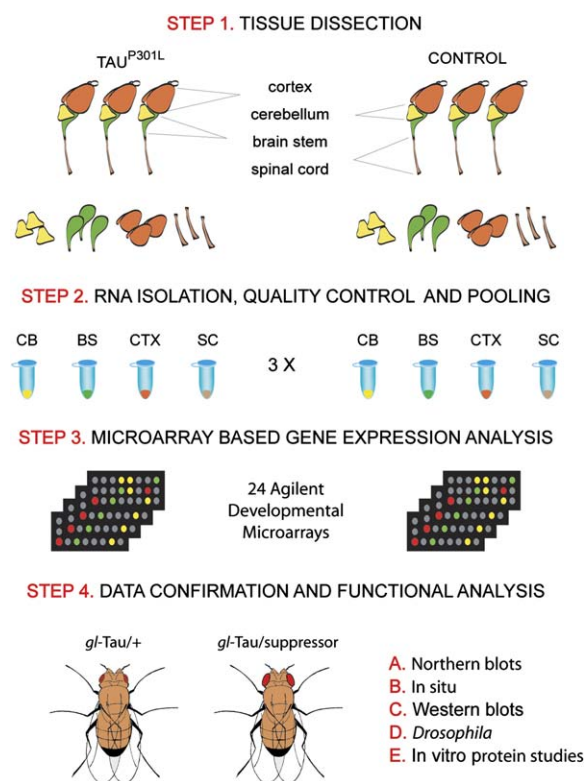 STEP 1. TISSUE DISSECTION
TAU^P301L
CONTROL
cortex
cerebellum
brain stem
spinal cord
STEP 2. RNA ISOLATION, QUALITY CONTROL AND POOLING
CB BS CTX SC
3 X
CB BS CTX SC
STEP 3. MICROARRAY BASED GENE EXPRESSION ANALYSIS
24 Agilent
Developmental
Microarrays
STEP 4. DATA CONFIRMATION AND FUNCTIONAL ANALYSIS
gl-Tau/+
gl-Tau/suppressor
A. Northern blots
B. In situ
C. Western blots
D. Drosophila
E. In vitro protein studies